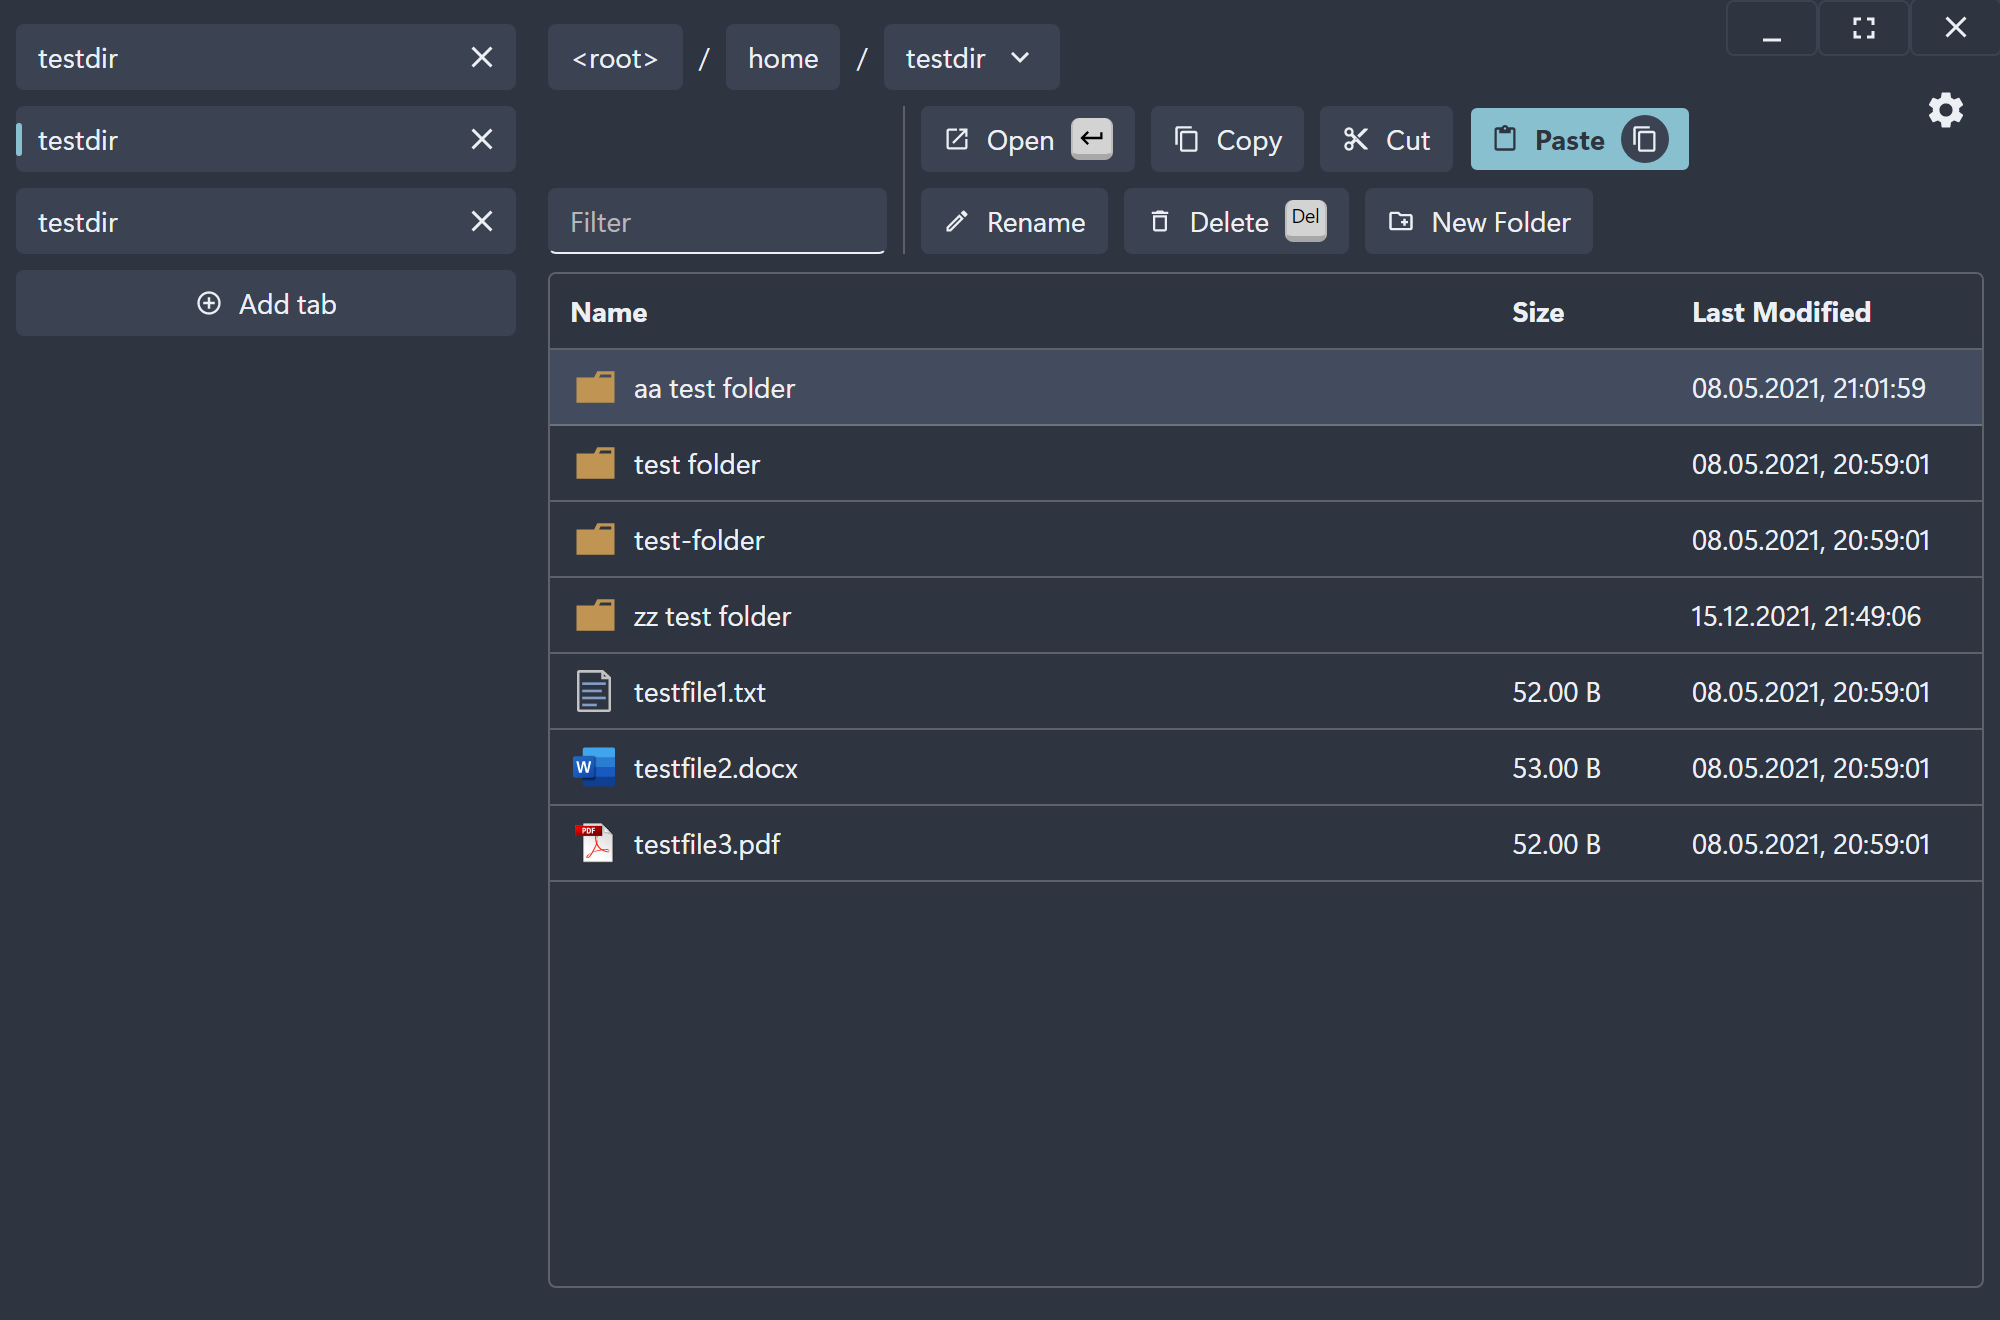 testdir
testdir
testdir
Add tab
<root> / home / testdir
Open Copy Cut Paste
Filter
Rename Delete Del New Folder
Name Size Last Modified
aa test folder 08.05.2021, 21:01:59
test folder 08.05.2021, 20:59:01
test-folder 08.05.2021, 20:59:01
zz test folder 15.12.2021, 21:49:06
testfile1.txt 52.00 B 08.05.2021, 20:59:01
W testfile2.docx 53.00 B 08.05.2021, 20:59:01
PDF testfile3.pdf 52.00 B 08.05.2021, 20:59:01